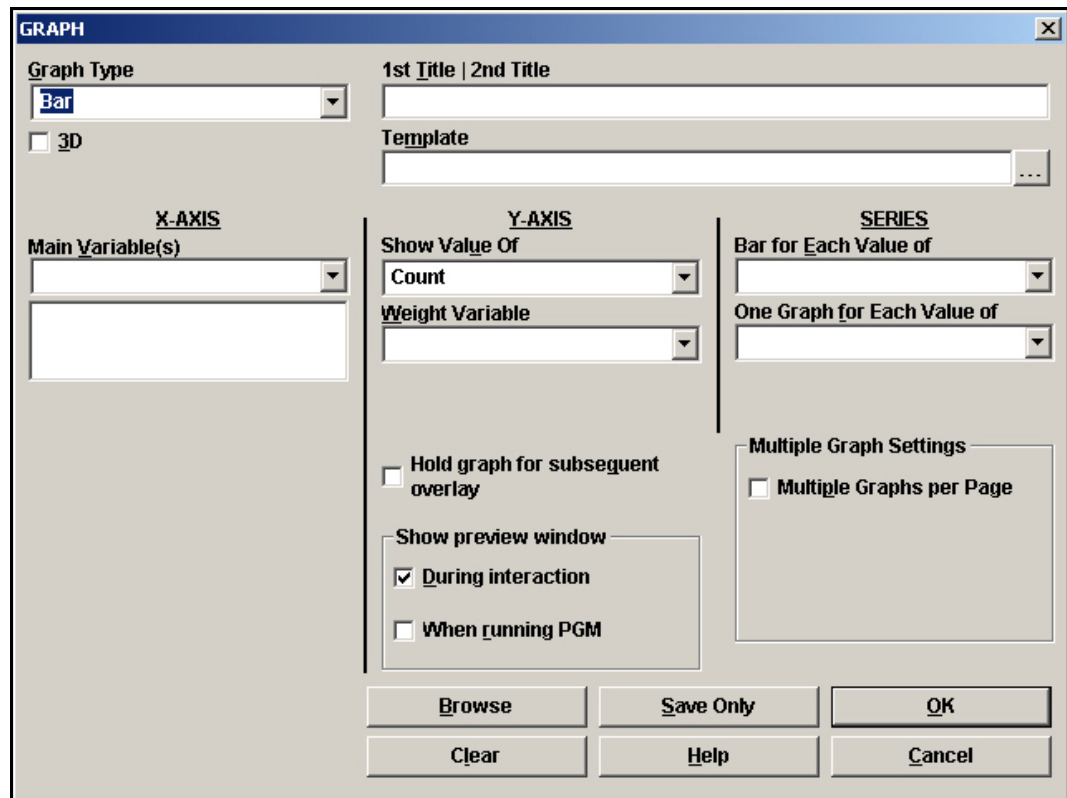 GRAPH
Graph Type
Bar
3D
1st Title | 2nd Title
Template
...
X-AXIS
Main Variable(s)
Y-AXIS
Show Value Of
Count
Weight Variable
SERIES
Bar for Each Value of
One Graph for Each Value of
Hold graph for subsequent
overlay
Show preview window
During interaction
When running PGM
Multiple Graph Settings
Multiple Graphs per Page
Browse
Save Only
OK
Clear
Help
Cancel